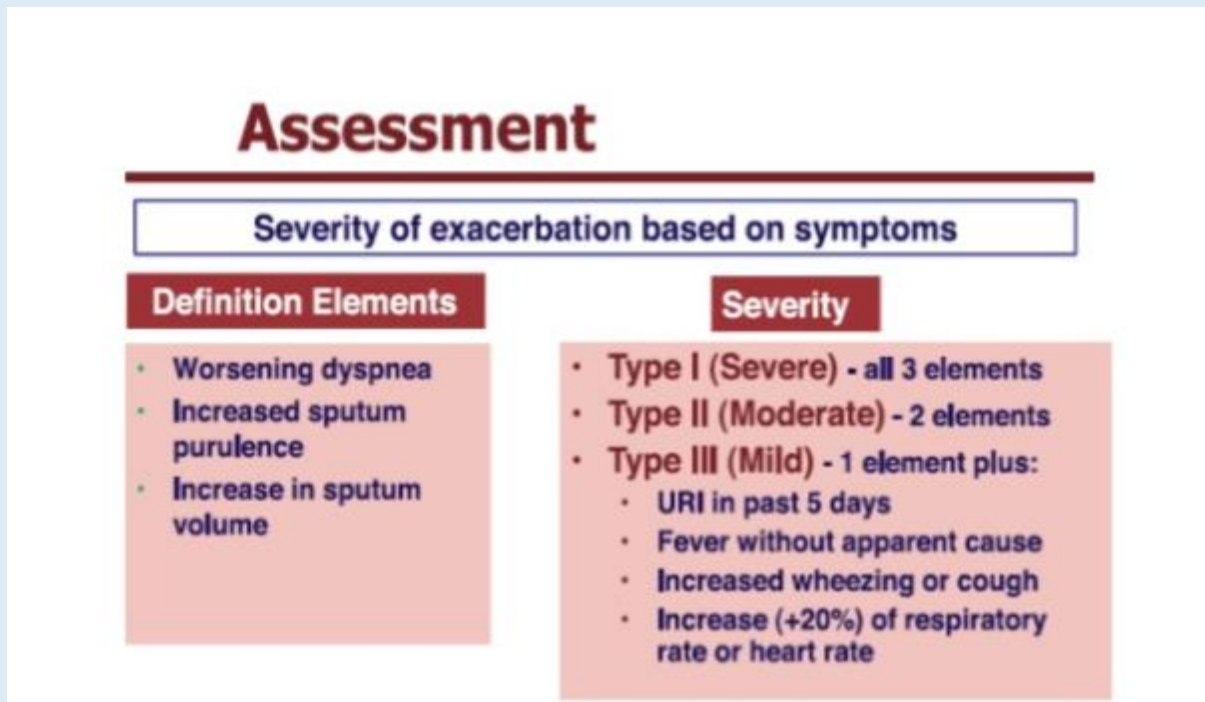 Assessment
Severity of exacerbation based on symptoms
Definition Elements
• Worsening dyspnea
• Increased sputum
purulence
• Increase in sputum
volume
Severity
• Type I (Severe) - all 3 elements
• Type II (Moderate) - 2 elements
• Type III (Mild) - 1 element plus:
• URI in past 5 days
• Fever without apparent cause
• Increased wheezing or cough
• Increase (+20%) of respiratory
rate or heart rate